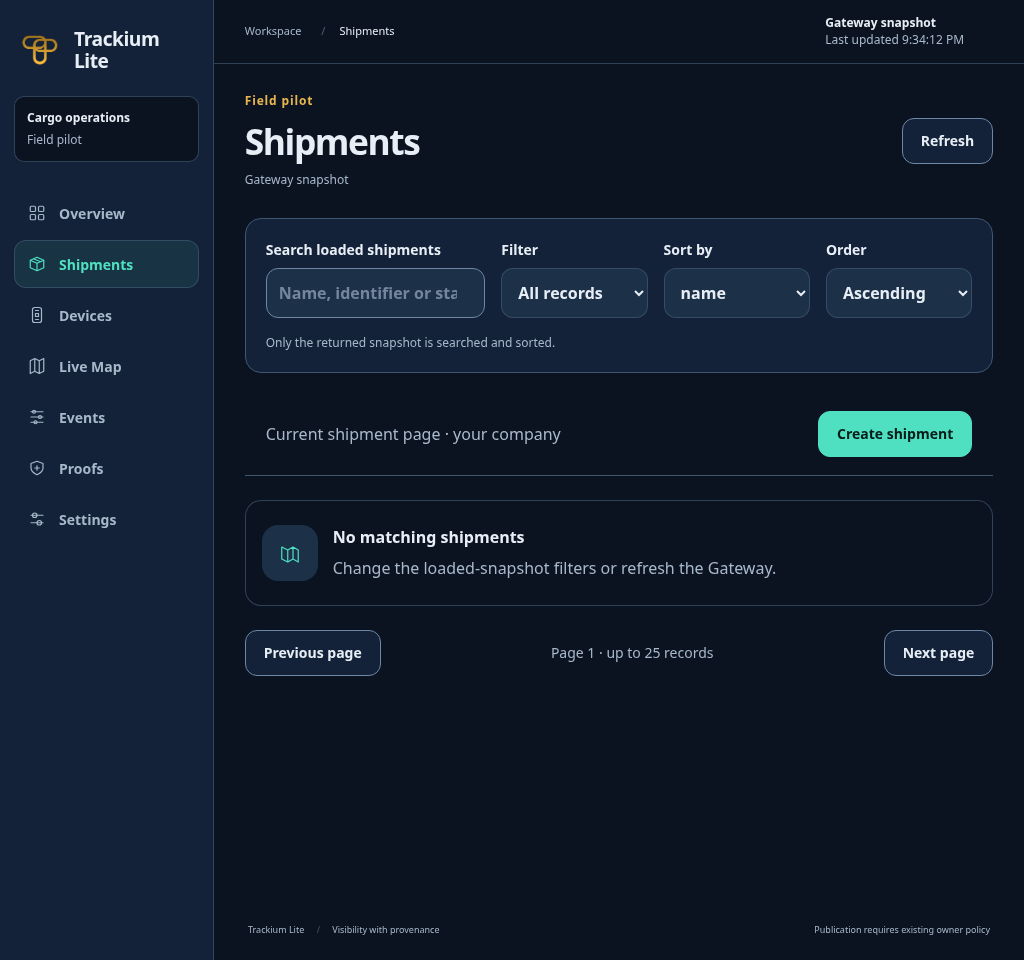 Trackium
Lite
Cargo operations
Field pilot
Overview
Shipments
Devices
Live Map
Events
Proofs
Settings
Workspace / Shipments
Gateway snapshot
Last updated 9:34:12 PM
Field pilot
Shipments
Gateway snapshot
Refresh
Search loaded shipments
Filter
Sort by
Order
Name, identifier or sta
All records
name
Ascending
Only the returned snapshot is searched and sorted.
Current shipment page · your company
Create shipment
No matching shipments
Change the loaded-snapshot filters or refresh the Gateway.
Previous page
Page 1 · up to 25 records
Next page
Trackium Lite / Visibility with provenance
Publication requires existing owner policy